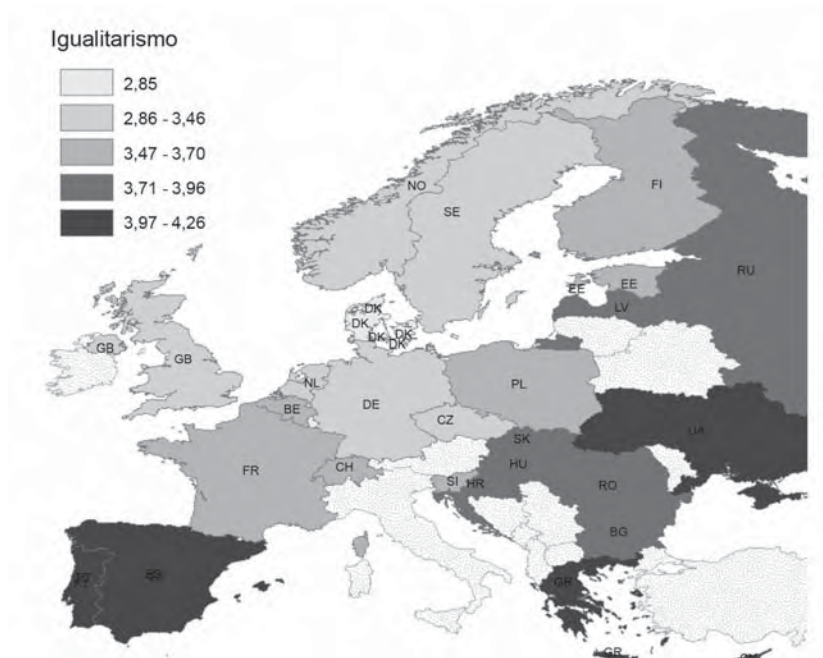 Igualitarismo
2,85
2,86 - 3,46
3,47 - 3,70
3,71 - 3,96
3,97 - 4,26
NO
FI
SE
RU
EE
EE
LV
DK
DK
DK
DK
DK
GB
GB
NL
PL
DE
BE
CZ
UA
SK
FR
CH
HU
SI
HR
RO
BG
GR
GR